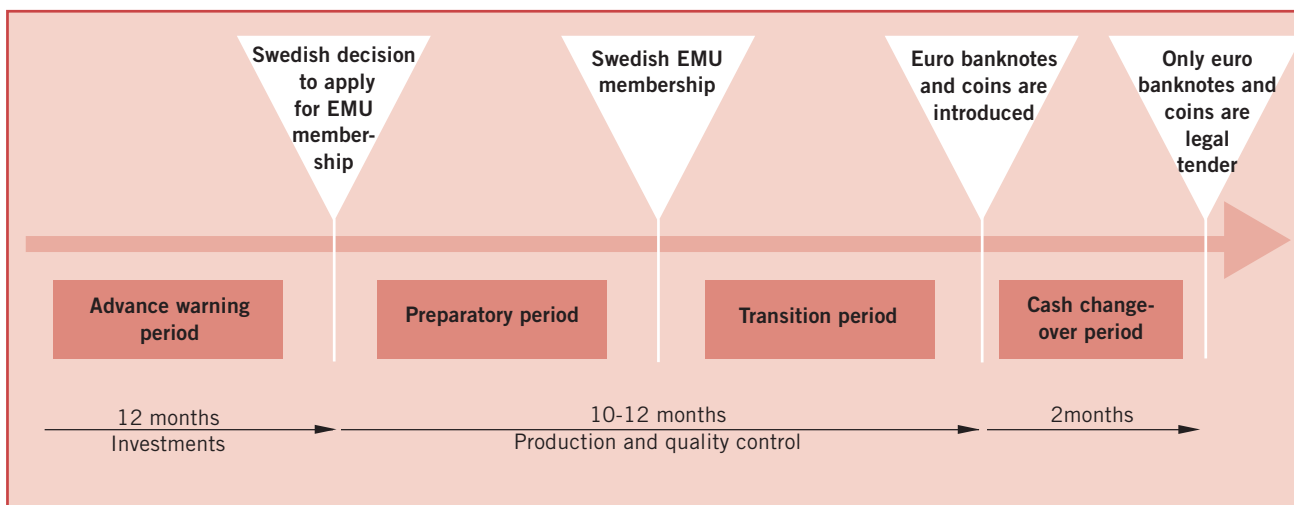 Swedish decision
to apply
for EMU
member-
ship
Swedish EMU
membership
Euro banknotes
and coins are
introduced
Only euro
banknotes and
coins are
legal
tender
Advance warning
period
Preparatory period
Transition period
Cash change-
over period
12 months
Investments
10-12 months
Production and quality control
2months